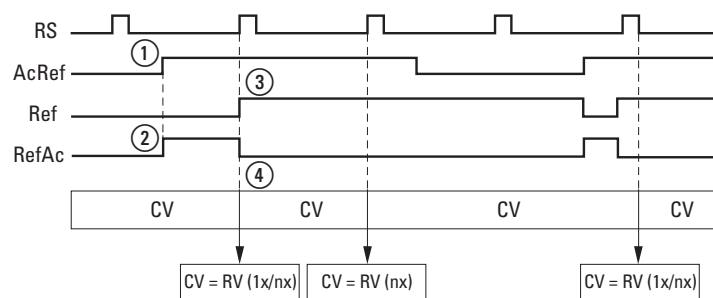 RS
AcRef
①
③
Ref
②
RefAc
④
CV CV CV CV
CV = RV (1x/nx) CV = RV (nx) CV = RV (1x/nx)